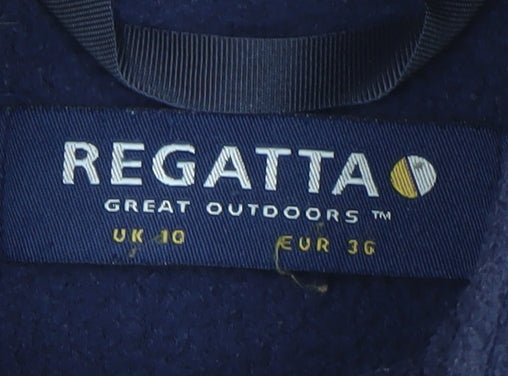 REGATTA
GREAT OUTDOORS ™
UK 10
EUR 36